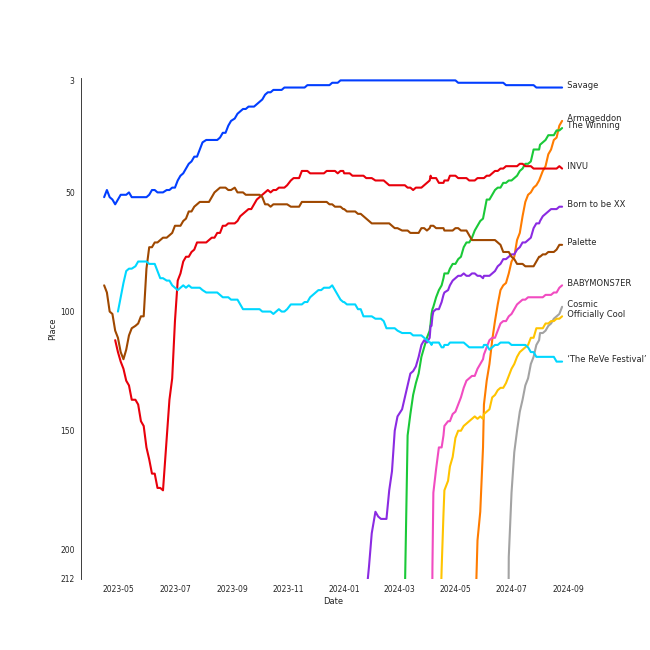 3
50
100
150
200
212
Place
2023-05
2023-07
2023-09
2023-11
2024-01
2024-03
2024-05
2024-07
2024-09
Date
Savage
Armageddon
The Winning
INVU
Born to be XX
Palette
BABYMONS7ER
Cosmic
Officially Cool
'The ReVe Festival'